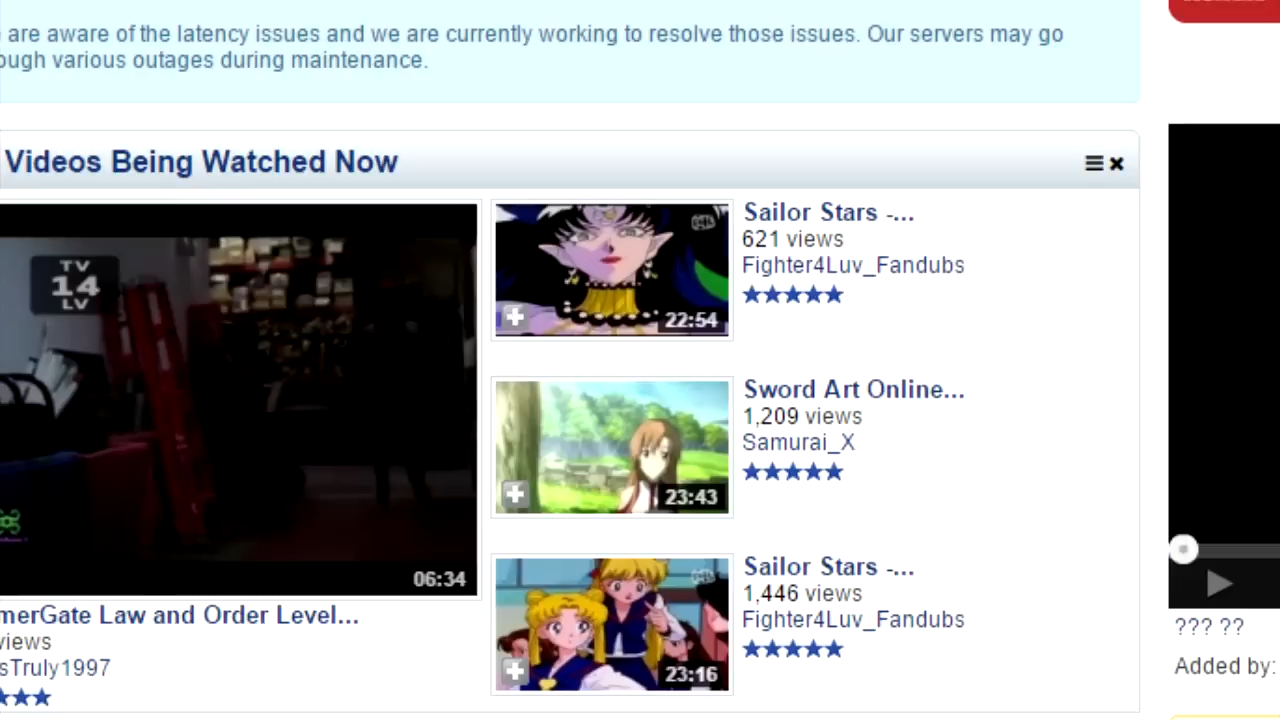 are aware of the latency issues and we are currently working to resolve those issues. Our servers may go
ough various outages during maintenance.
Videos Being Watched Now
TV
14
LV
06:34
merGate Law and Order Level...
views
sTruly1997
22:54
Sailor Stars -...
621 views
Fighter4Luv_Fandubs
23:43
Sword Art Online...
1,209 views
Samurai_X
23:16
Sailor Stars -...
1,446 views
Fighter4Luv_Fandubs
??? ??
Added by: